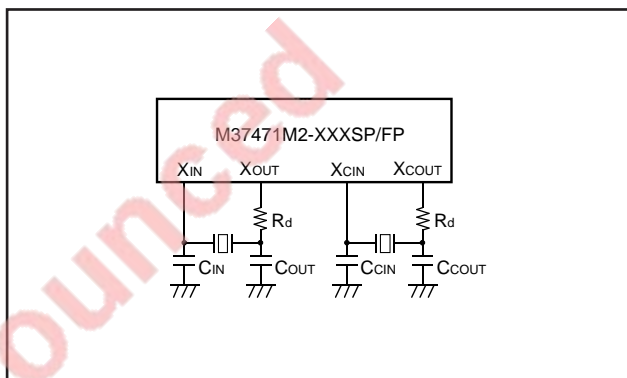 M37471M2-XXXSP/FP
XIN XOUT XCIN XCOUT
Rd Rd
CIN COUT CCIN CCOUT
ounced